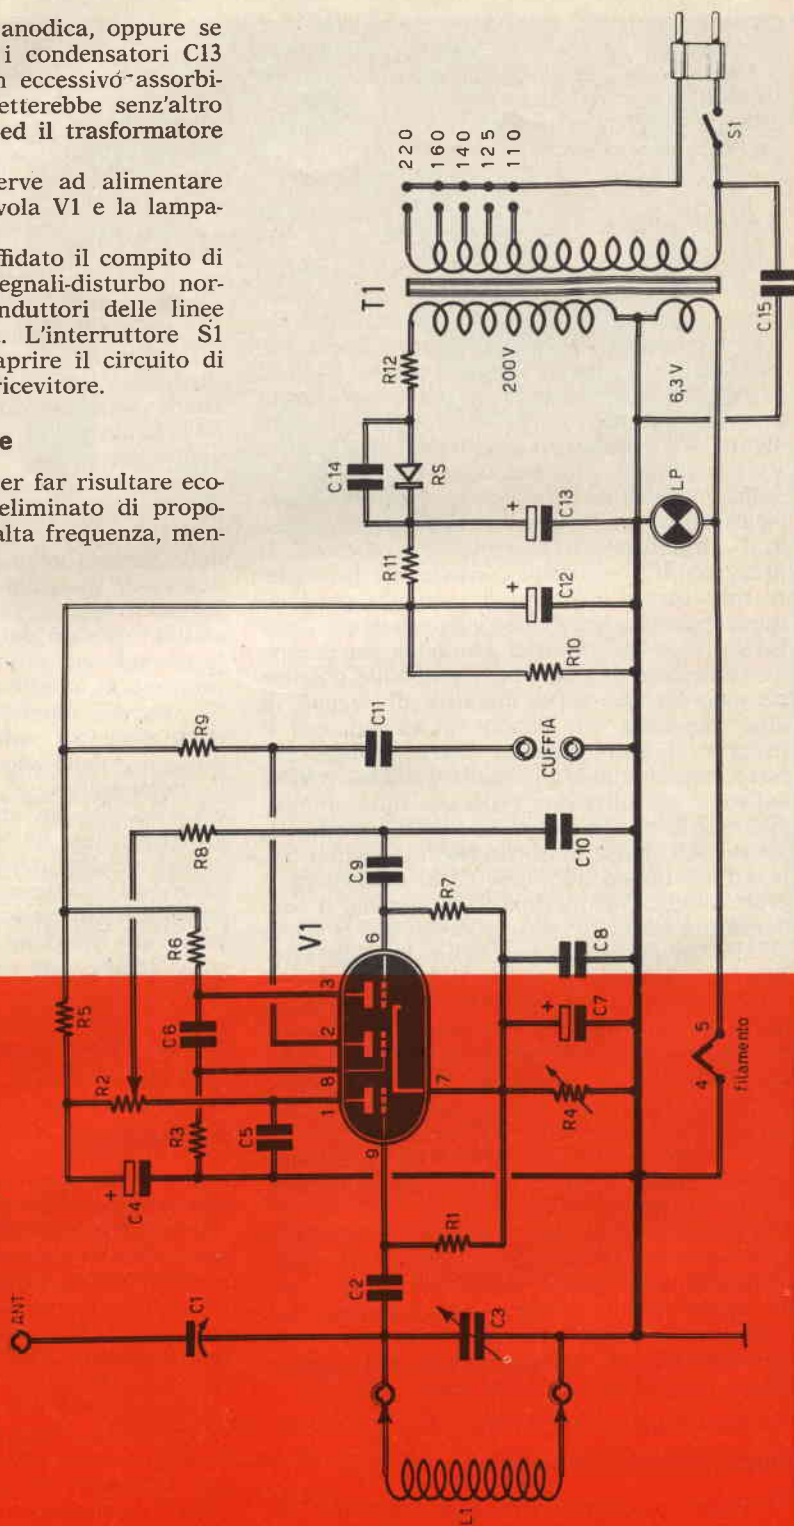 anodica, oppure se
i condensatori C13
n eccessivo assorbi-
etterebbe senz'altro
ed il trasformatore
erve ad alimentare
vola V1 e la lampa-
ffidato il compito di
egnali-disturbo nor-
nduttori delle linee
. L'interruttore S1
aprire il circuito di
ricevitore.
e
er far risultare eco-
eliminato di propo-
alta frequenza, men-
S1
220
160
140
125
110
C15
T1
R12
200V
6,3 V
C14
RS
LP
C13
R11
C12
R10
R9
C11
CUFFIA
R8
C9
C10
R6
V1
6
R7
R5
C6
3
2
8
1
C8
R2
7
C7
5
4
filamento
R3
C5
R4
+
C4
9
+
+
+
R1
ANT
C1
C2
C3
L1